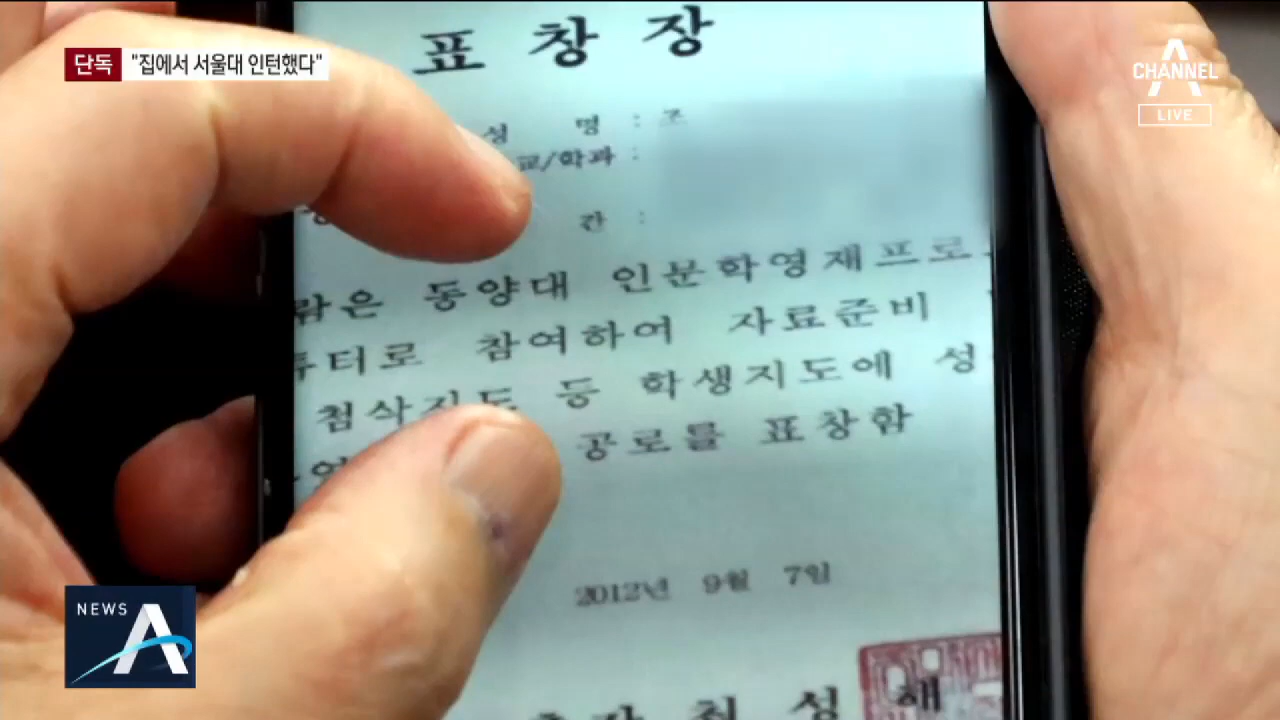 단독 "집에서 서울대 인턴했다"
CHANNEL A
LIVE
표 창 장
성 명 : 조
교/학과 :
간 :
람은 동양대 인문학영재프로
튜터로 참여하여 자료준비
첨삭지도 등 학생지도에 성
공로를 표창함
2012년 9월 7일
최 성 해
NEWS A